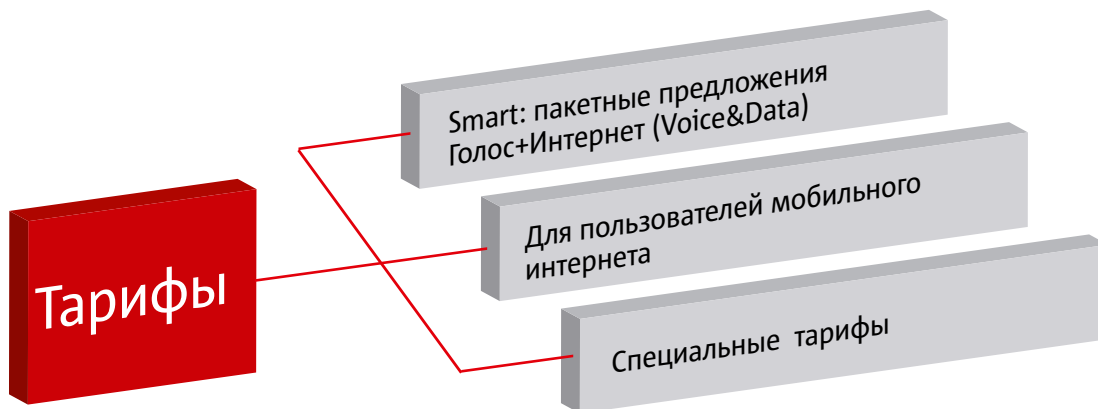 Тарифы
Smart: пакетные предложения
Голос+Интернет (Voice&Data)
Для пользователей мобильного
интернета
Специальные тарифы